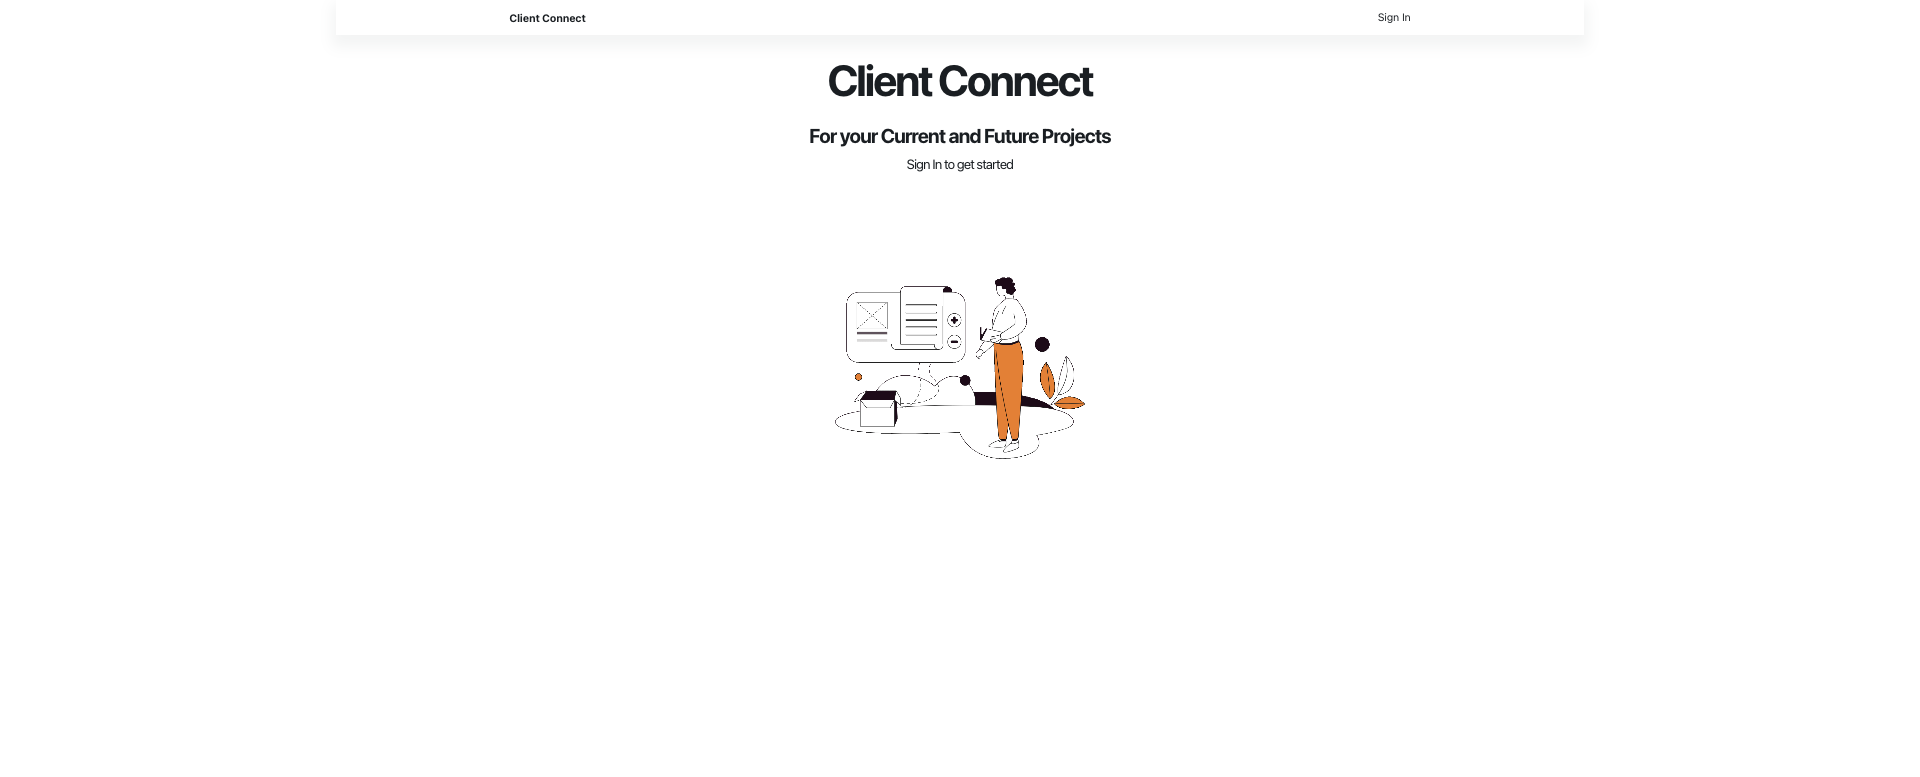 Client Connect
Sign In
Client Connect
For your Current and Future Projects
Sign In to get started